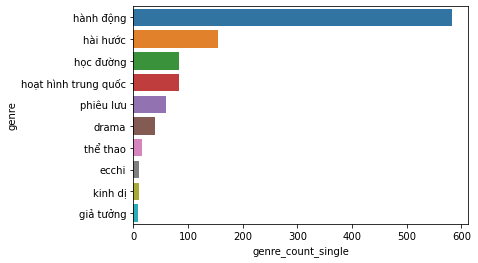 hành động
hài hước
học đường
hoạt hình trung quốc
phiêu lưu
drama
thể thao
ecchi
kinh dị
giả tưởng
genre
0 100 200 300 400 500 600
genre_count_single